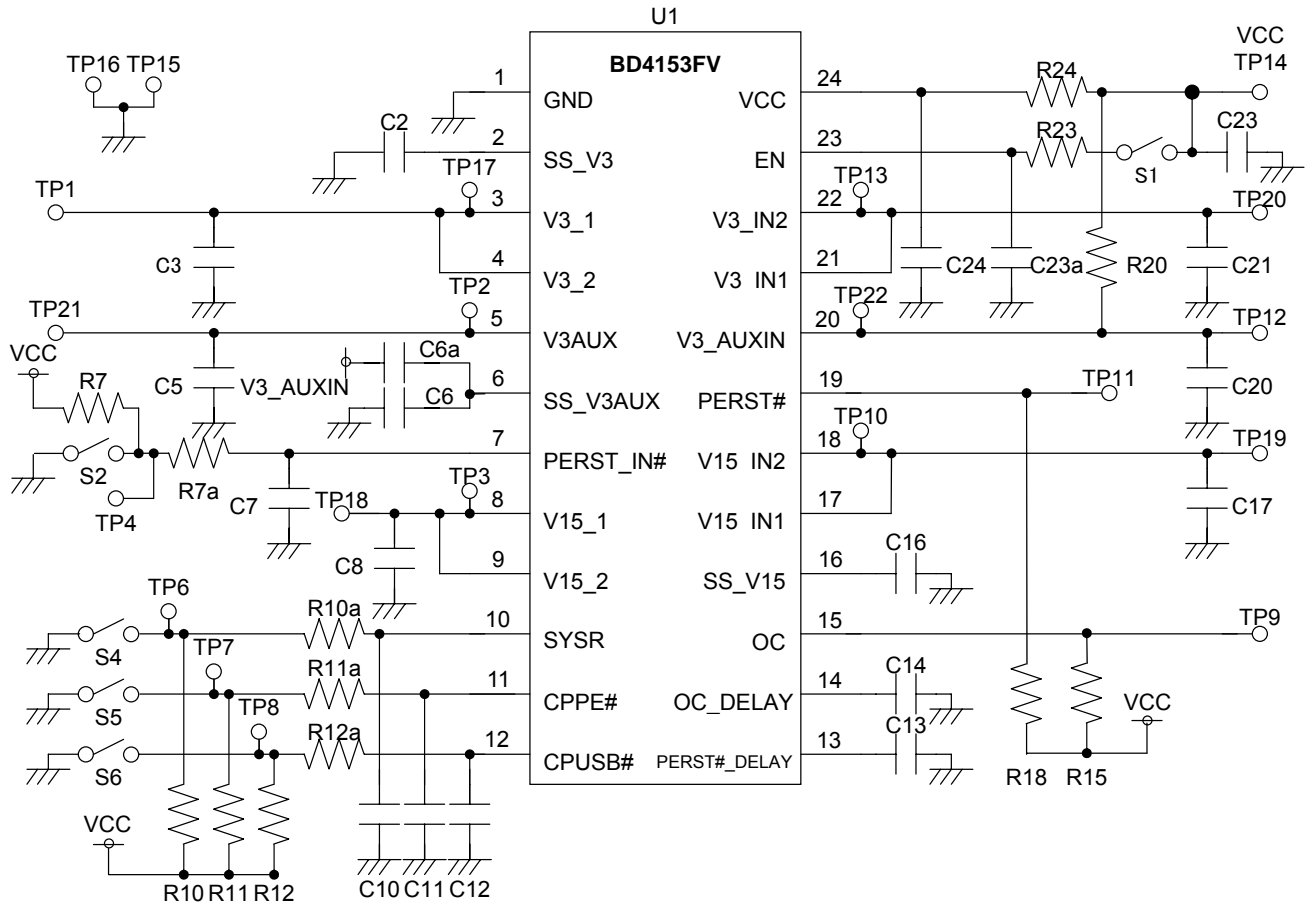 U1
BD4153FV
VCC
TP14
TP16 TP15
1
GND
24
VCC
R24
C2
2
SS_V3
23
EN
R23
S1
C23
TP1
TP17
3
V3_1
22
V3_IN2
TP13
TP20
C3
4
V3_2
21
V3 IN1
C24
C23a
R20
C21
TP21
TP2
5
V3AUX
20
V3_AUXIN
TP22
TP12
VCC
R7
C5
V3_AUXIN
C6a
C6
6
SS_V3AUX
19
PERST#
TP11
C20
S2
R7a
TP4
C7
7
PERST_IN#
18
V15 IN2
TP10
TP19
TP18
TP3
8
V15_1
17
V15 IN1
C17
C8
9
V15_2
16
SS_V15
C16
TP6
S4
R10a
10
SYSR
15
OC
TP9
TP7
S5
R11a
11
CPPE#
14
OC_DELAY
C14
TP8
S6
R12a
12
CPUSB#
13
PERST#_DELAY
C13
VCC
R18
R15
VCC
R10 R11 R12
C10 C11 C12